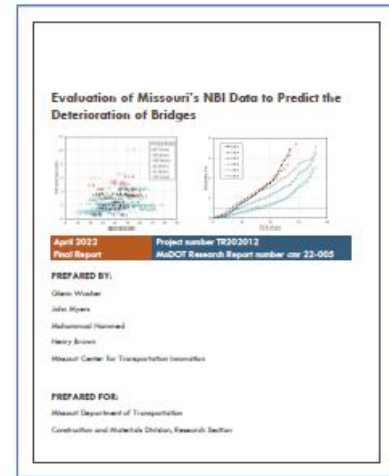 Evaluation of Missouri's NBI Data to Predict the
Deterioration of Bridges
April 2022
Project number TR202012
Final Report
MoDOT Research Report number cmr 22-005
PREPARED BY:
Glenn Washer
John Myers
Mohammad Hammed
Henry Brown
Missouri Center for Transportation Innovation
PREPARED FOR:
Missouri Department of Transportation
Construction and Materials Division, Research Section